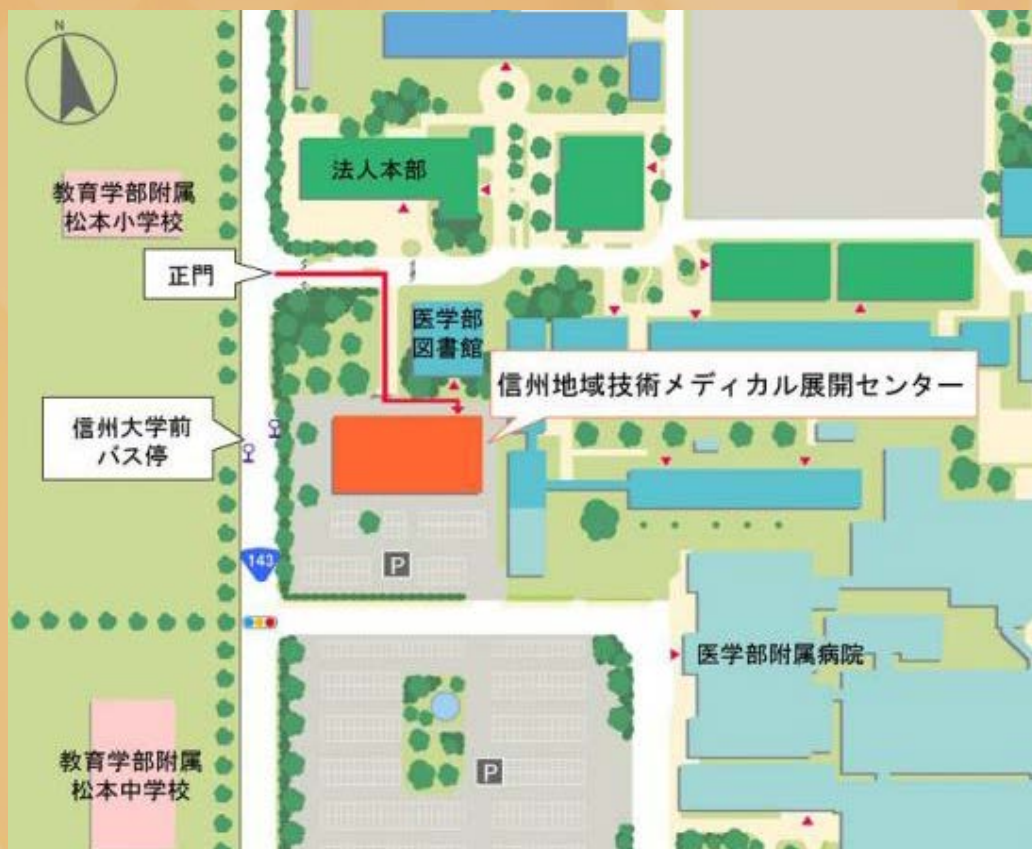 N
法人本部
教育学部附属
松本小学校
正門
医学部
図書館
信州地域技術メディカル展開センター
信州大学前
バス停
143
P
医学部附属病院
教育学部附属
松本中学校
P